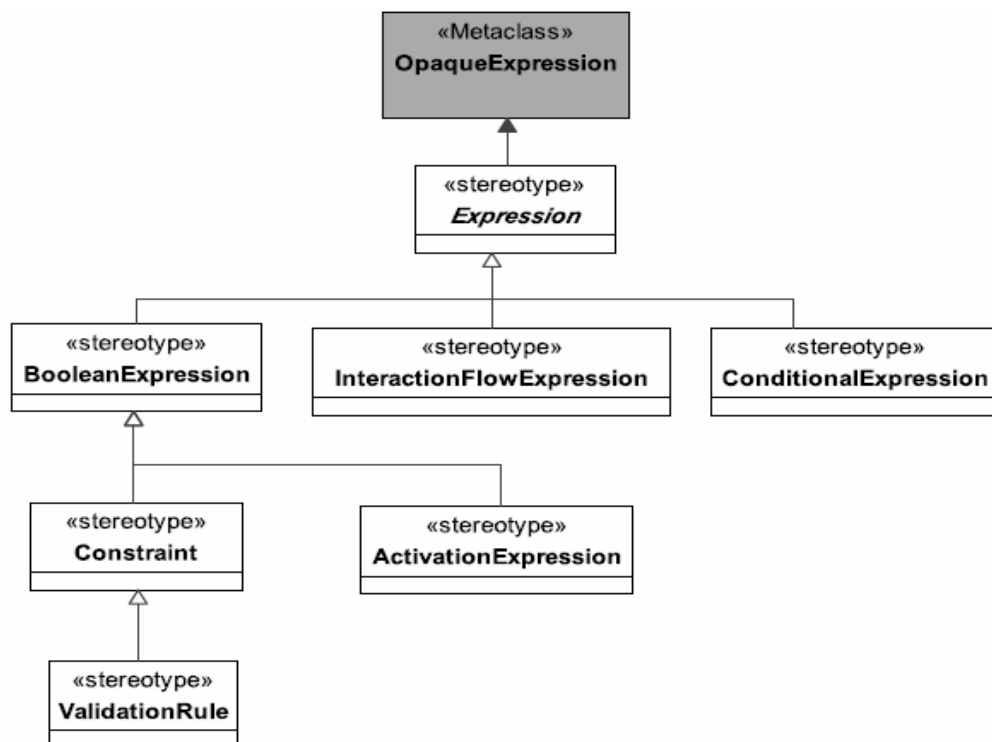 «Metaclass»
OpaqueExpression
«stereotype»
Expression
«stereotype»
BooleanExpression
«stereotype»
InteractionFlowExpression
«stereotype»
ConditionalExpression
«stereotype»
Constraint
«stereotype»
ActivationExpression
«stereotype»
ValidationRule